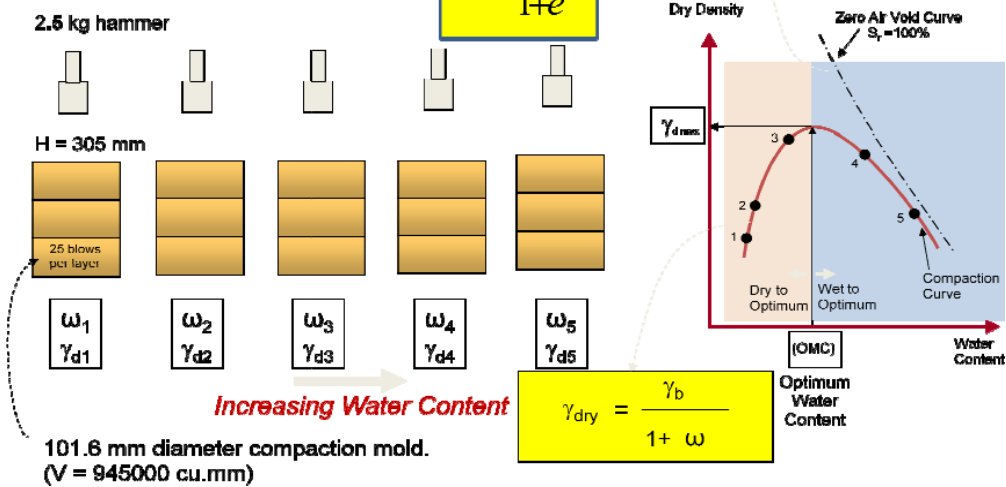 1+e
2.5 kg hammer
H = 305 mm
25 blows
per layer
ω1
γd1
ω2
γd2
ω3
γd3
ω4
γd4
ω5
γd5
Increasing Water Content
101.6 mm diameter compaction mold.
(V = 945000 cu.mm)
γdry = γb
1+ ω
Dry Density
Zero Air Void Curve
Sr =100%
γd max
3
4
2
5
1
Compaction
Curve
Dry to
Optimum
Wet to
Optimum
Water
Content
(OMC)
Optimum
Water
Content